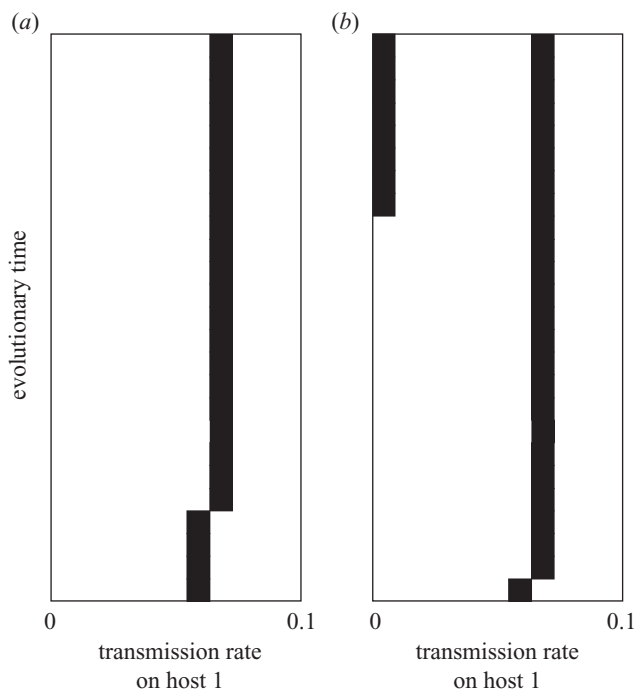 (a)
(b)
evolutionary time
0
0.1
0
0.1
transmission rate
on host 1
transmission rate
on host 1